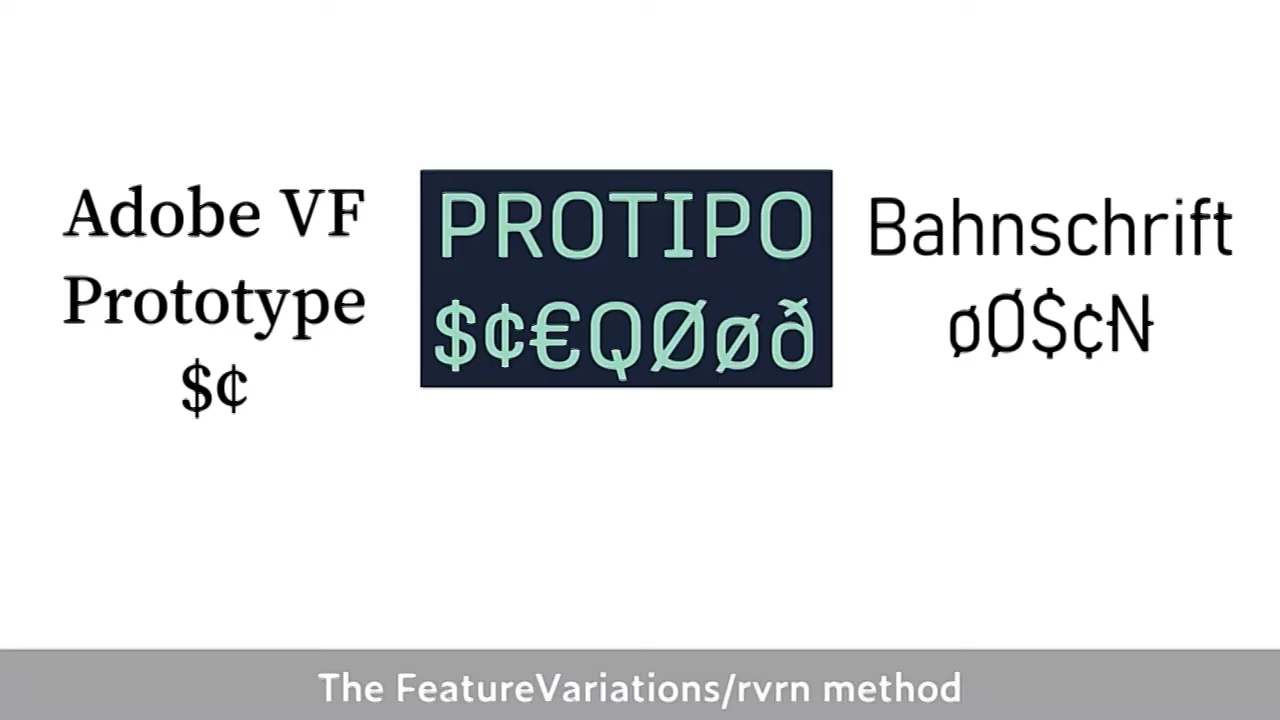 Adobe VF
Prototype
$¢
PROTIPO
$¢€QØøð
Bahnschrift
øØ$¢N
The FeatureVariations/rvrn method